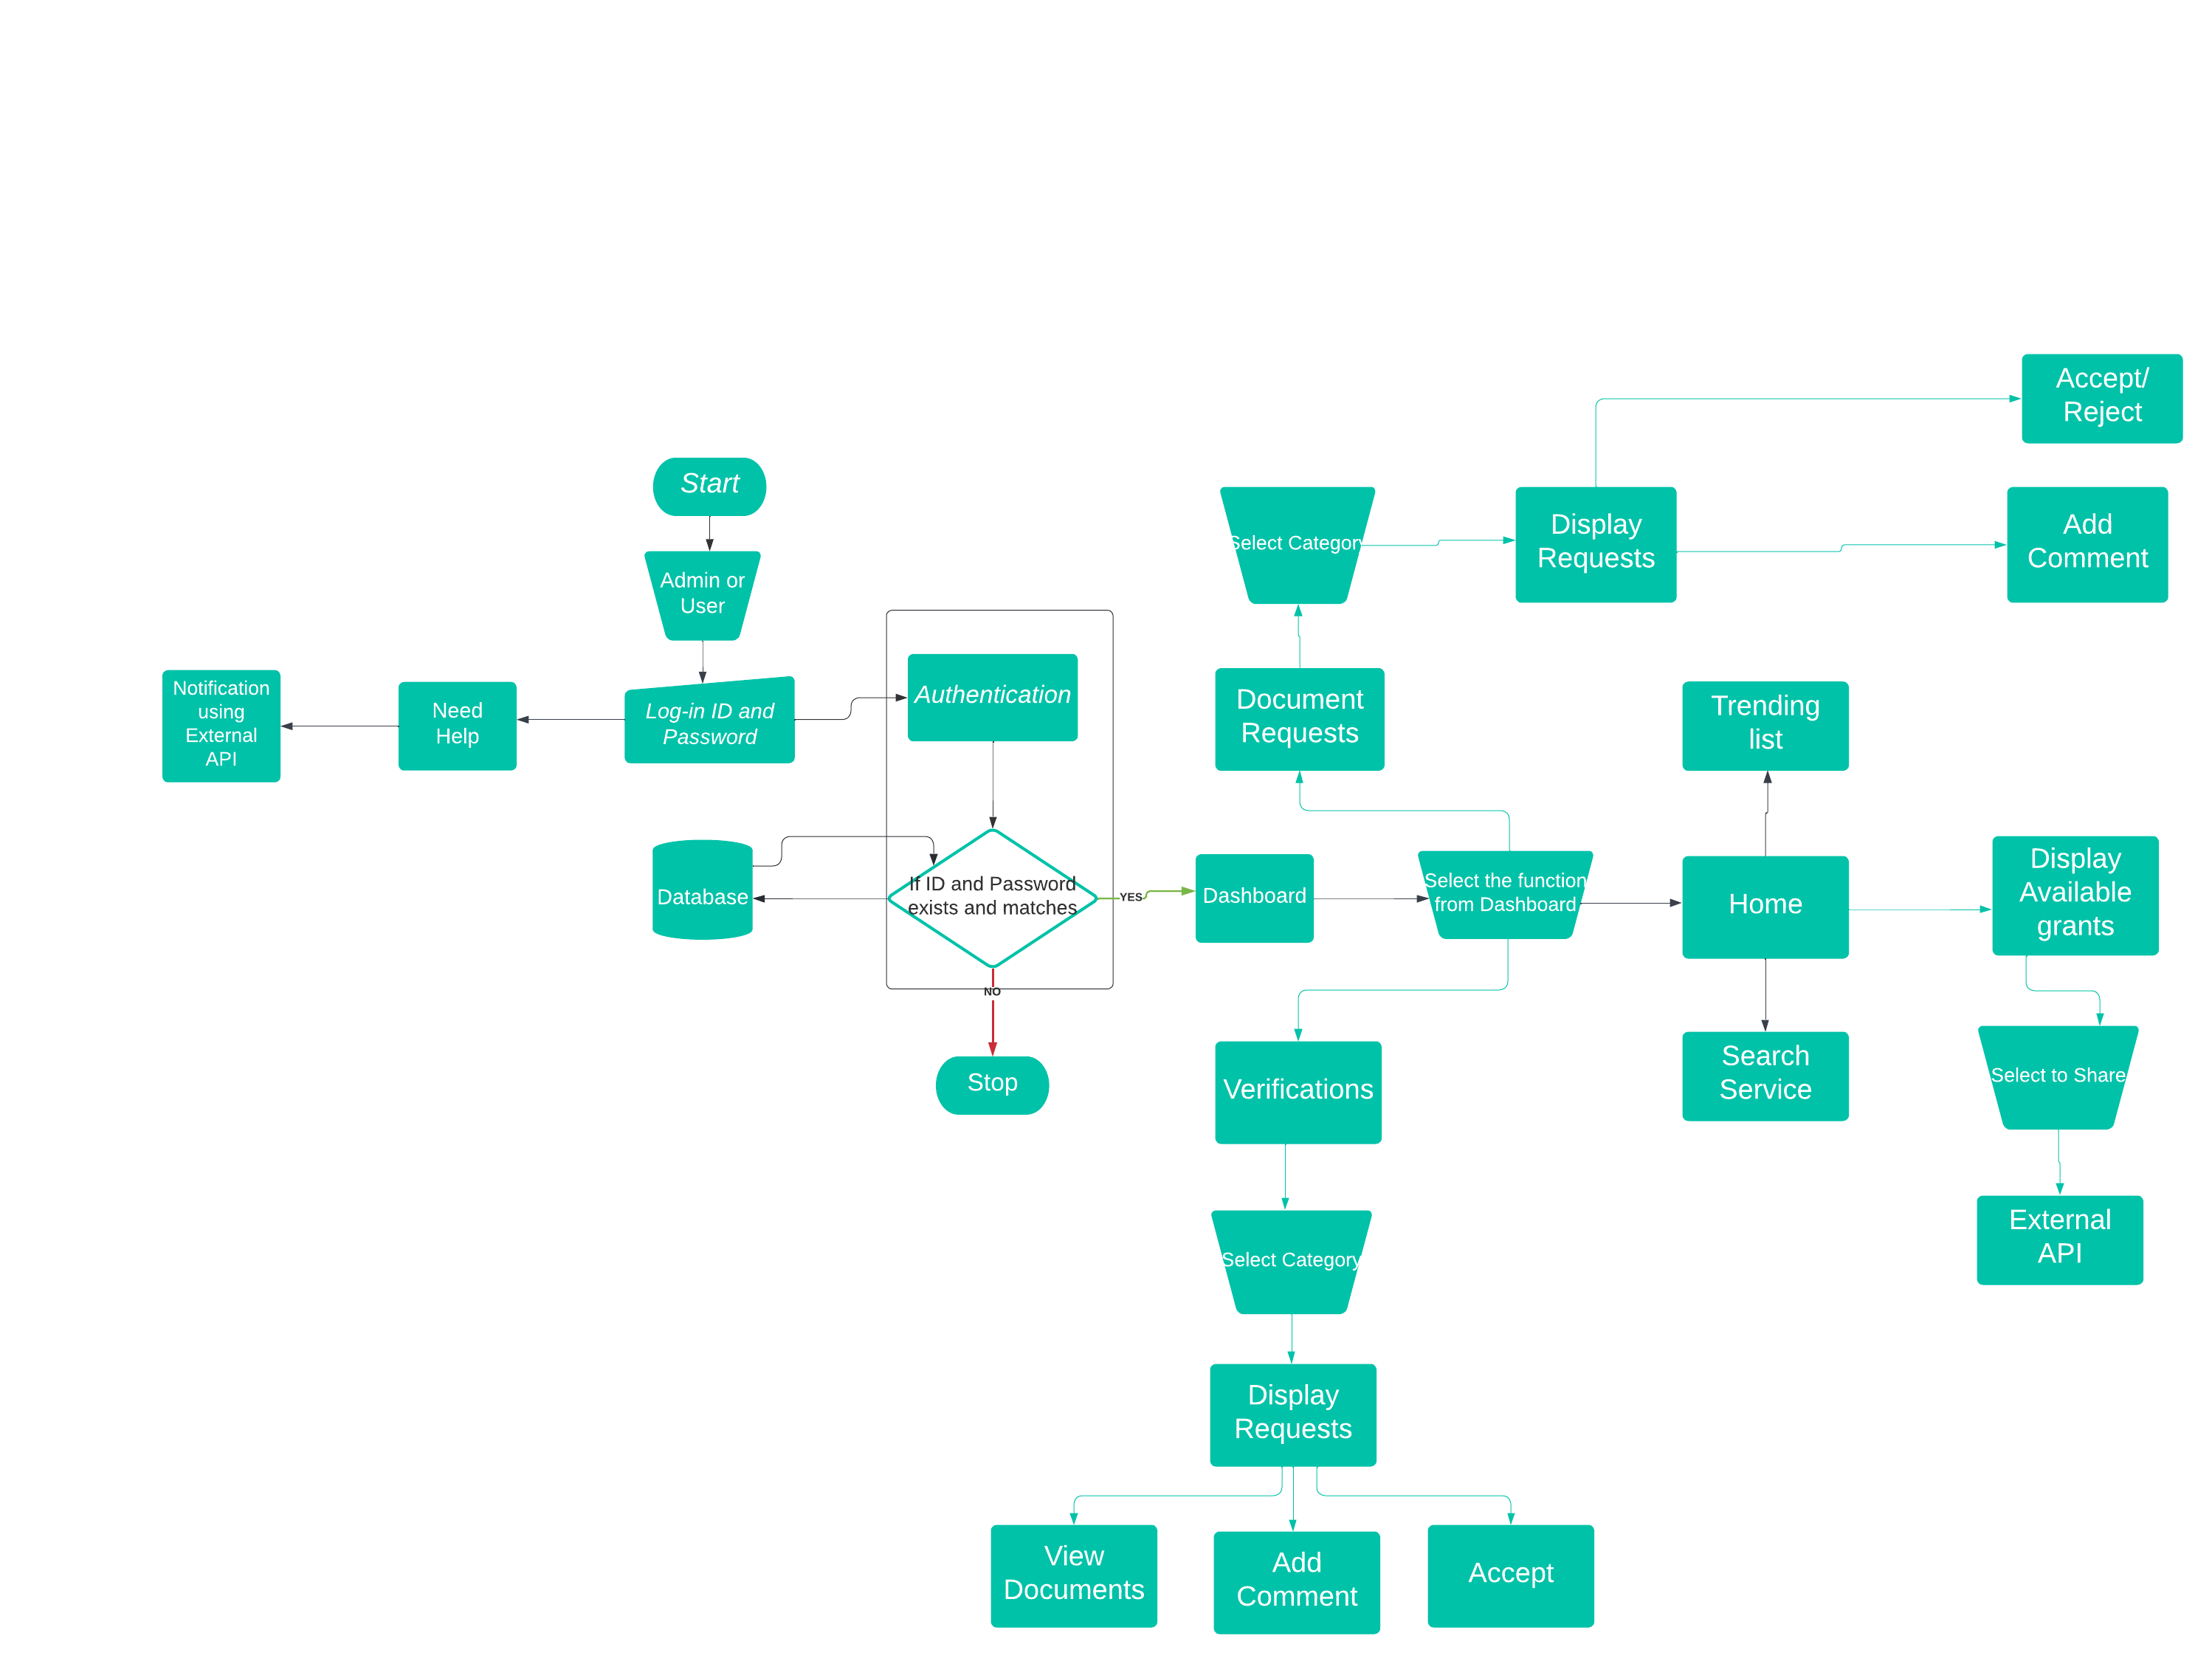 Start
Admin or
User
Log-in ID and
Password
Need
Help
Notification
using
External
API
Authentication
If ID and Password
exists and matches
Database
NO
Stop
YES
Dashboard
Select the function
from Dashboard
Document
Requests
Select Category
Display
Requests
Accept/
Reject
Add
Comment
Home
Trending
list
Search
Service
Display
Available
grants
Select to Share
External
API
Verifications
Select Category
Display
Requests
View
Documents
Add
Comment
Accept